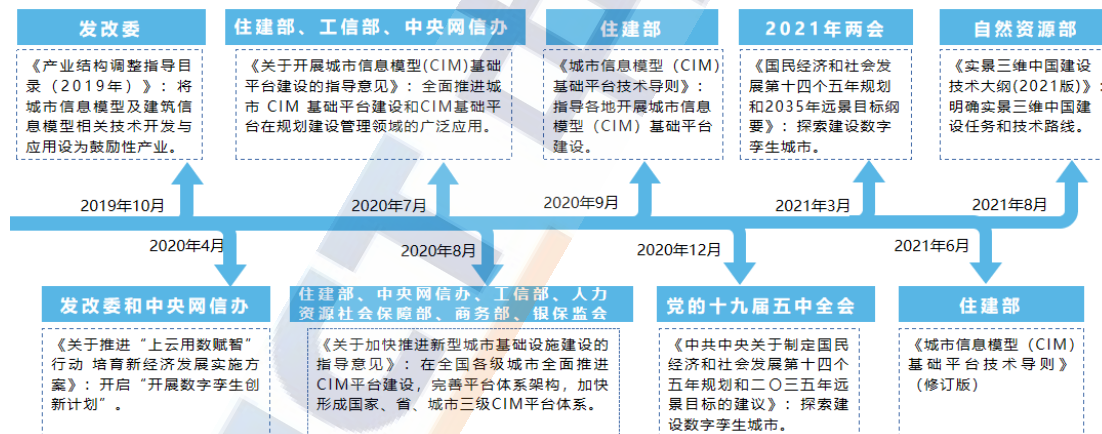 发改委
《产业结构调整指导目
录（2019年）》：将
城市信息模型及建筑信
息模型相关技术开发与
应用设为鼓励性产业。
住建部、工信部、中央网信办
《关于开展城市信息模型(CIM)基础
平台建设的指导意见》：全面推进城
市 CIM 基础平台建设和CIM基础平
台在规划建设管理领域的广泛应用。
住建部
《城市信息模型（CIM）
基础平台技术导则》：
指导各地开展城市信息
模型（CIM）基础平台
建设。
2021年两会
《国民经济和社会发
展第十四个五年规划
和2035年远景目标纲
要》：探索建设数字
孪生城市。
自然资源部
《实景三维中国建设
技术大纲(2021版)》：
明确实景三维中国建
设任务和技术路线。
2019年10月
2020年7月
2020年9月
2021年3月
2021年8月
2020年4月
2020年8月
2020年12月
2021年6月
发改委和中央网信办
《关于推进“上云用数赋智”
行动 培育新经济发展实施方
案》：开启“开展数字孪生创
新计划”。
住建部、中央网信办、工信部、人力
资源社会保障部、商务部、银保监会
《关于加快推进新型城市基础设施建设的
指导意见》：在全国各级城市全面推进
CIM平台建设，完善平台体系架构，加快
形成国家、省、城市三级CIM平台体系。
党的十九届五中全会
《中共中央关于制定国民
经济和社会发展第十四个
五年规划和二〇三五年远
景目标的建议》：探索建
设数字孪生城市。
住建部
《城市信息模型（CIM）
基础平台技术导则》
（修订版）